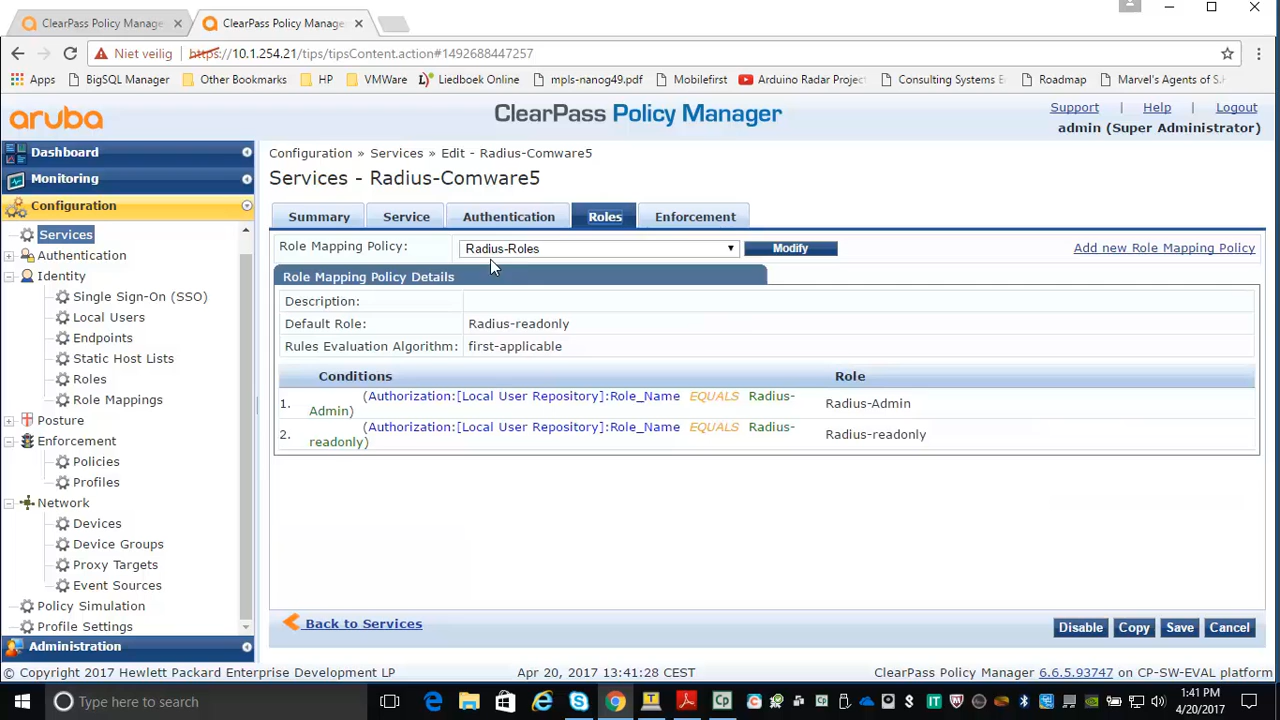 ClearPass Policy Manage
ClearPass Policy Manage
Niet veilig
https://10.1.254.21/tips/tipsContent.action#1492688447257
Apps
BigSQL Manager
Other Bookmarks
HP
VMWare
Lijstboek Online
mpls-nanog49.pdf
Mobilefirst
Arduino Radar Projec
Consulting Systems E
Roadmap
Marvel's Agents of S.H
aruba
ClearPass Policy Manager
Support | Help | Logout
admin (Super Administrator)
Dashboard
Monitoring
Configuration
Services
Authentication
Identity
Single Sign-On (SSO)
Local Users
Endpoints
Static Host Lists
Roles
Role Mappings
Posture
Enforcement
Policies
Profiles
Network
Devices
Device Groups
Proxy Targets
Event Sources
Policy Simulation
Profile Settings
Administration
Configuration » Services » Edit - Radius-Comware5
Services - Radius-Comware5
Summary
Service
Authentication
Roles
Enforcement
Role Mapping Policy:
Radius-Roles
Modify
Add new Role Mapping Policy
Role Mapping Policy Details
Description:
Default Role: Radius-readonly
Rules Evaluation Algorithm: first-applicable
Conditions Role
1. (Authorization:[Local User Repository]:Role_Name EQUALS Radius-
Admin) Radius-Admin
2. (Authorization:[Local User Repository]:Role_Name EQUALS Radius-
readonly) Radius-readonly
Back to Services
Disable
Copy
Save
Cancel
© Copyright 2017 Hewlett Packard Enterprise Development LP
Apr 20, 2017 13:41:28 CEST
ClearPass Policy Manager 6.6.5.93747 on CP-SW-EVAL platform
Type here to search
1:41 PM
4/20/2017